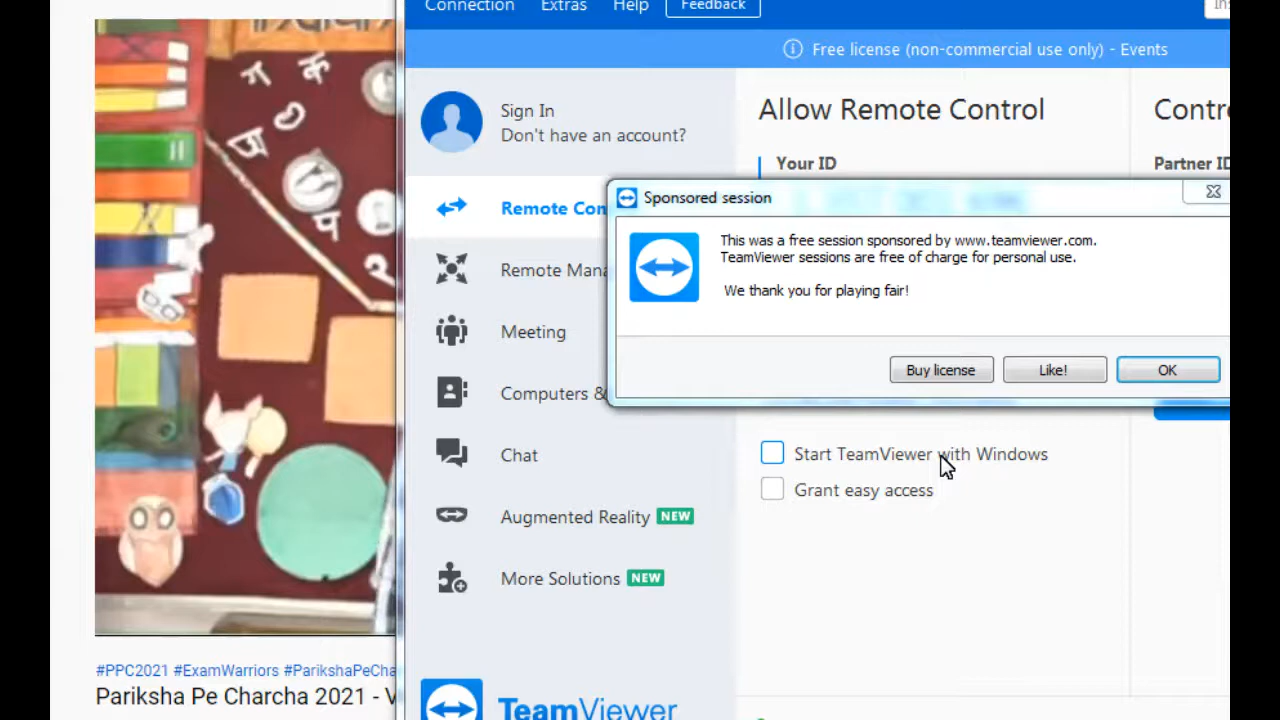 Connection Extras Help Feedback
Free license (non-commercial use only) - Events
Sign In
Don't have an account?
Remote Con
Remote Mana
Meeting
Computers &
Chat
Augmented Reality NEW
More Solutions NEW
TeamViewer
Allow Remote Control
Your ID
Contr
Partner ID
Sponsored session
This was a free session sponsored by www.teamviewer.com.
TeamViewer sessions are free of charge for personal use.
We thank you for playing fair!
Buy license Like! OK
Start TeamViewer with Windows
Grant easy access
ग क
अ
प
#PPC2021 #ExamWarriors #ParikshaPeCha
Pariksha Pe Charcha 2021 - V